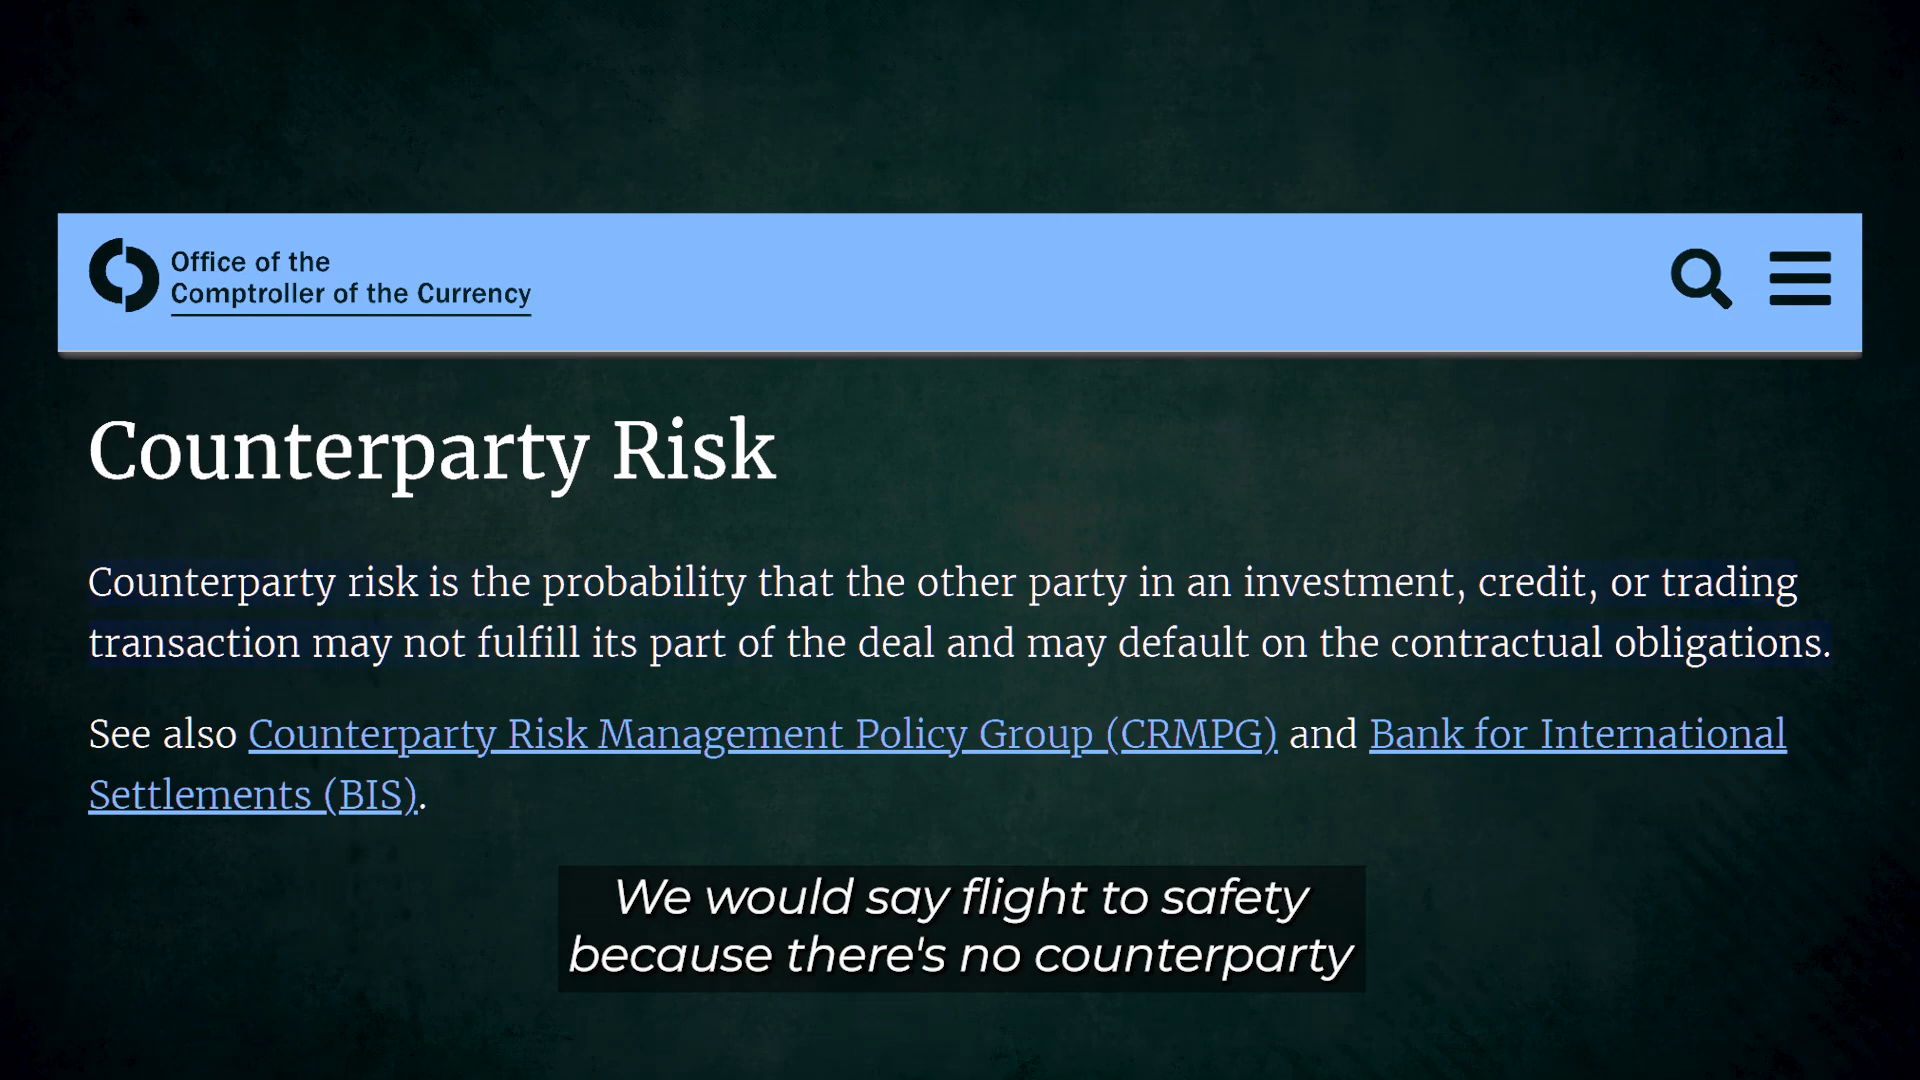 Office of the
Comptroller of the Currency
Counterparty Risk
Counterparty risk is the probability that the other party in an investment, credit, or trading
transaction may not fulfill its part of the deal and may default on the contractual obligations.
See also Counterparty Risk Management Policy Group (CRMPG) and Bank for International
Settlements (BIS).
We would say flight to safety
because there's no counterparty